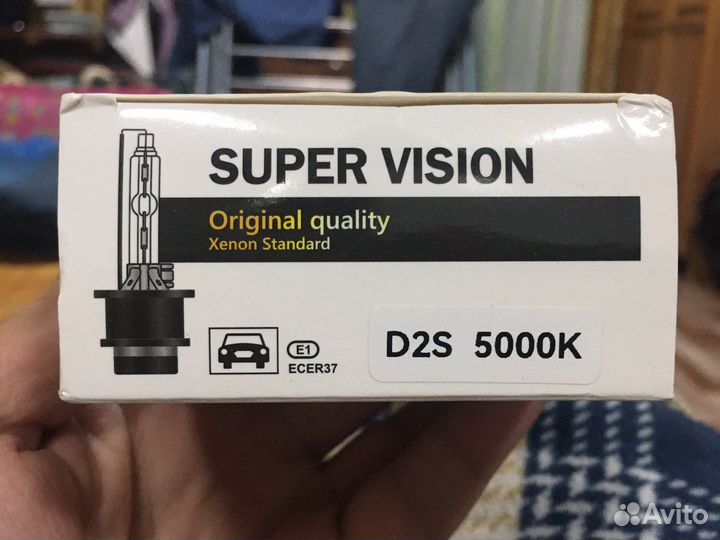 SUPER VISION
Original quality
Xenon Standard
E1
ECER37
D2S 5000K
Avito